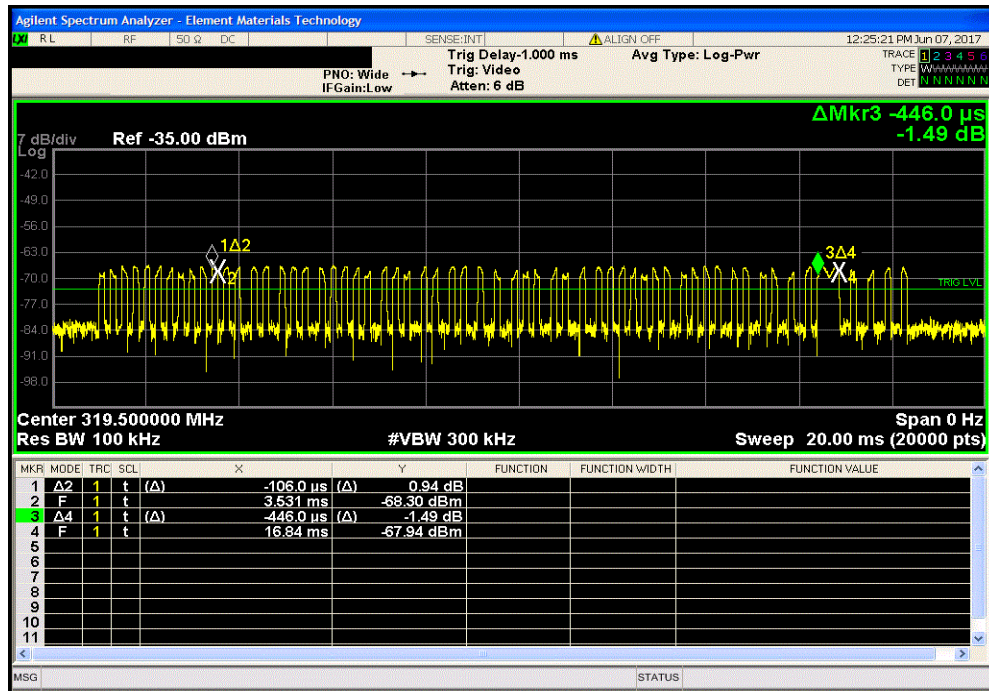 Agilent Spectrum Analyzer - Element Materials Technology
LXI RL RF 50 Ω DC SENSE:INT ALIGN OFF 12:25:21 PM Jun 07, 2017
Trig Delay-1.000 ms Avg Type: Log-Pwr TRACE 1 2 3 4 5 6
PNO: Wide Trig: Video TYPE WWWWWW
IFGain:Low Atten: 6 dB DET N N N N N N
ΔMkr3 -446.0 µs
-1.49 dB
7 dB/div Ref -35.00 dBm
Log
-42.0
-49.0
-56.0
-63.0
1Δ2
3Δ4
-70.0
2
4
TRIG LVL
-77.0
-84.0
-91.0
-98.0
Center 319.500000 MHz Span 0 Hz
Res BW 100 kHz #VBW 300 kHz Sweep 20.00 ms (20000 pts)
MKR MODE TRC SCL X Y FUNCTION FUNCTION WIDTH FUNCTION VALUE
1 Δ2 1 t (Δ) -106.0 µs (Δ) 0.94 dB
2 F 1 t 3.531 ms -68.30 dBm
3 Δ4 1 t (Δ) -446.0 µs (Δ) -1.49 dB
4 F 1 t 16.84 ms -67.94 dBm
5
6
7
8
9
10
11
MSG STATUS